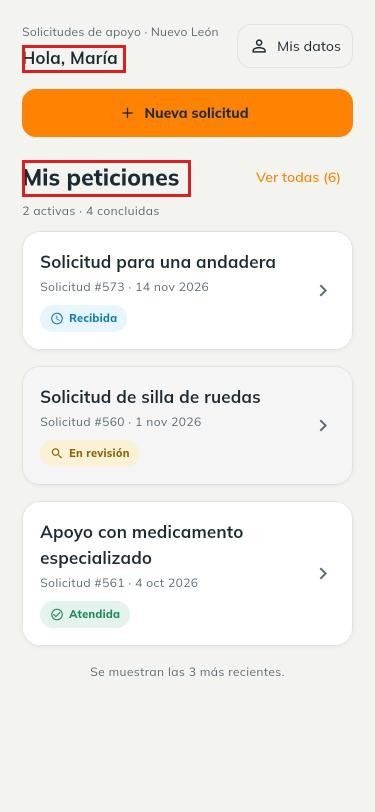 Solicitudes de apoyo · Nuevo León
Hola, María
Mis datos
Nueva solicitud
Mis peticiones
Ver todas (6)
2 activas · 4 concluidas
Solicitud para una andadera
Solicitud #573 · 14 nov 2026
Recibida
Solicitud de silla de ruedas
Solicitud #560 · 1 nov 2026
En revisión
Apoyo con medicamento
especializado
Solicitud #561 · 4 oct 2026
Atendida
Se muestran las 3 más recientes.